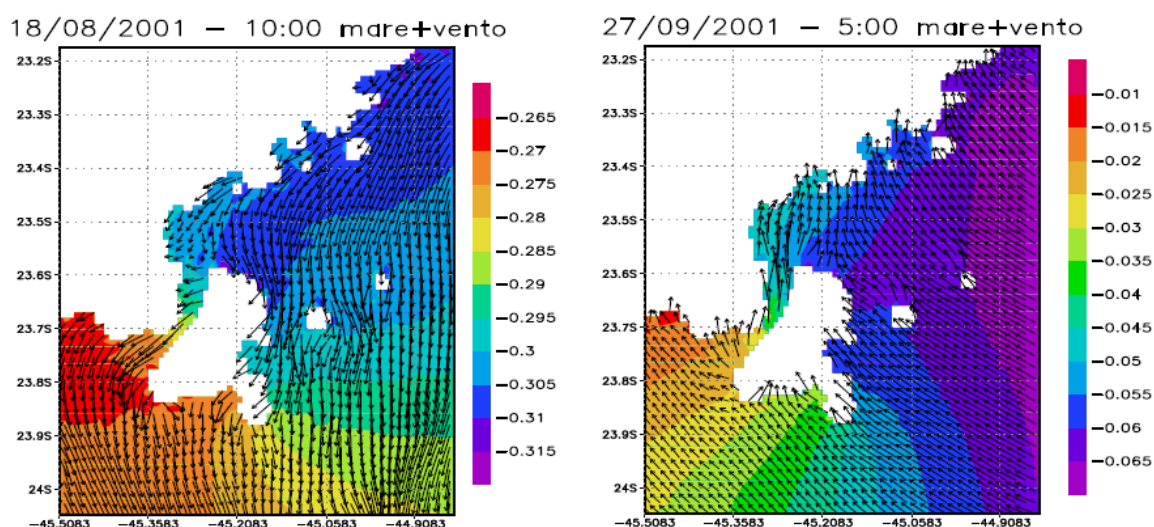 18/08/2001 – 10:00 mare+vento
23.2S
23.3S
23.4S
23.5S
23.6S
23.7S
23.8S
23.9S
24S
−45.5083 −45.3583 −45.2083 −45.0583 −44.9083
−0.265
−0.27
−0.275
−0.28
−0.285
−0.29
−0.295
−0.3
−0.305
−0.31
−0.315
27/09/2001 – 5:00 mare+vento
23.2S
23.3S
23.4S
23.5S
23.6S
23.7S
23.8S
23.9S
24S
−45.5083 −45.3583 −45.2083 −45.0583 −44.9083
−0.01
−0.015
−0.02
−0.025
−0.03
−0.035
−0.04
−0.045
−0.05
−0.055
−0.06
−0.065